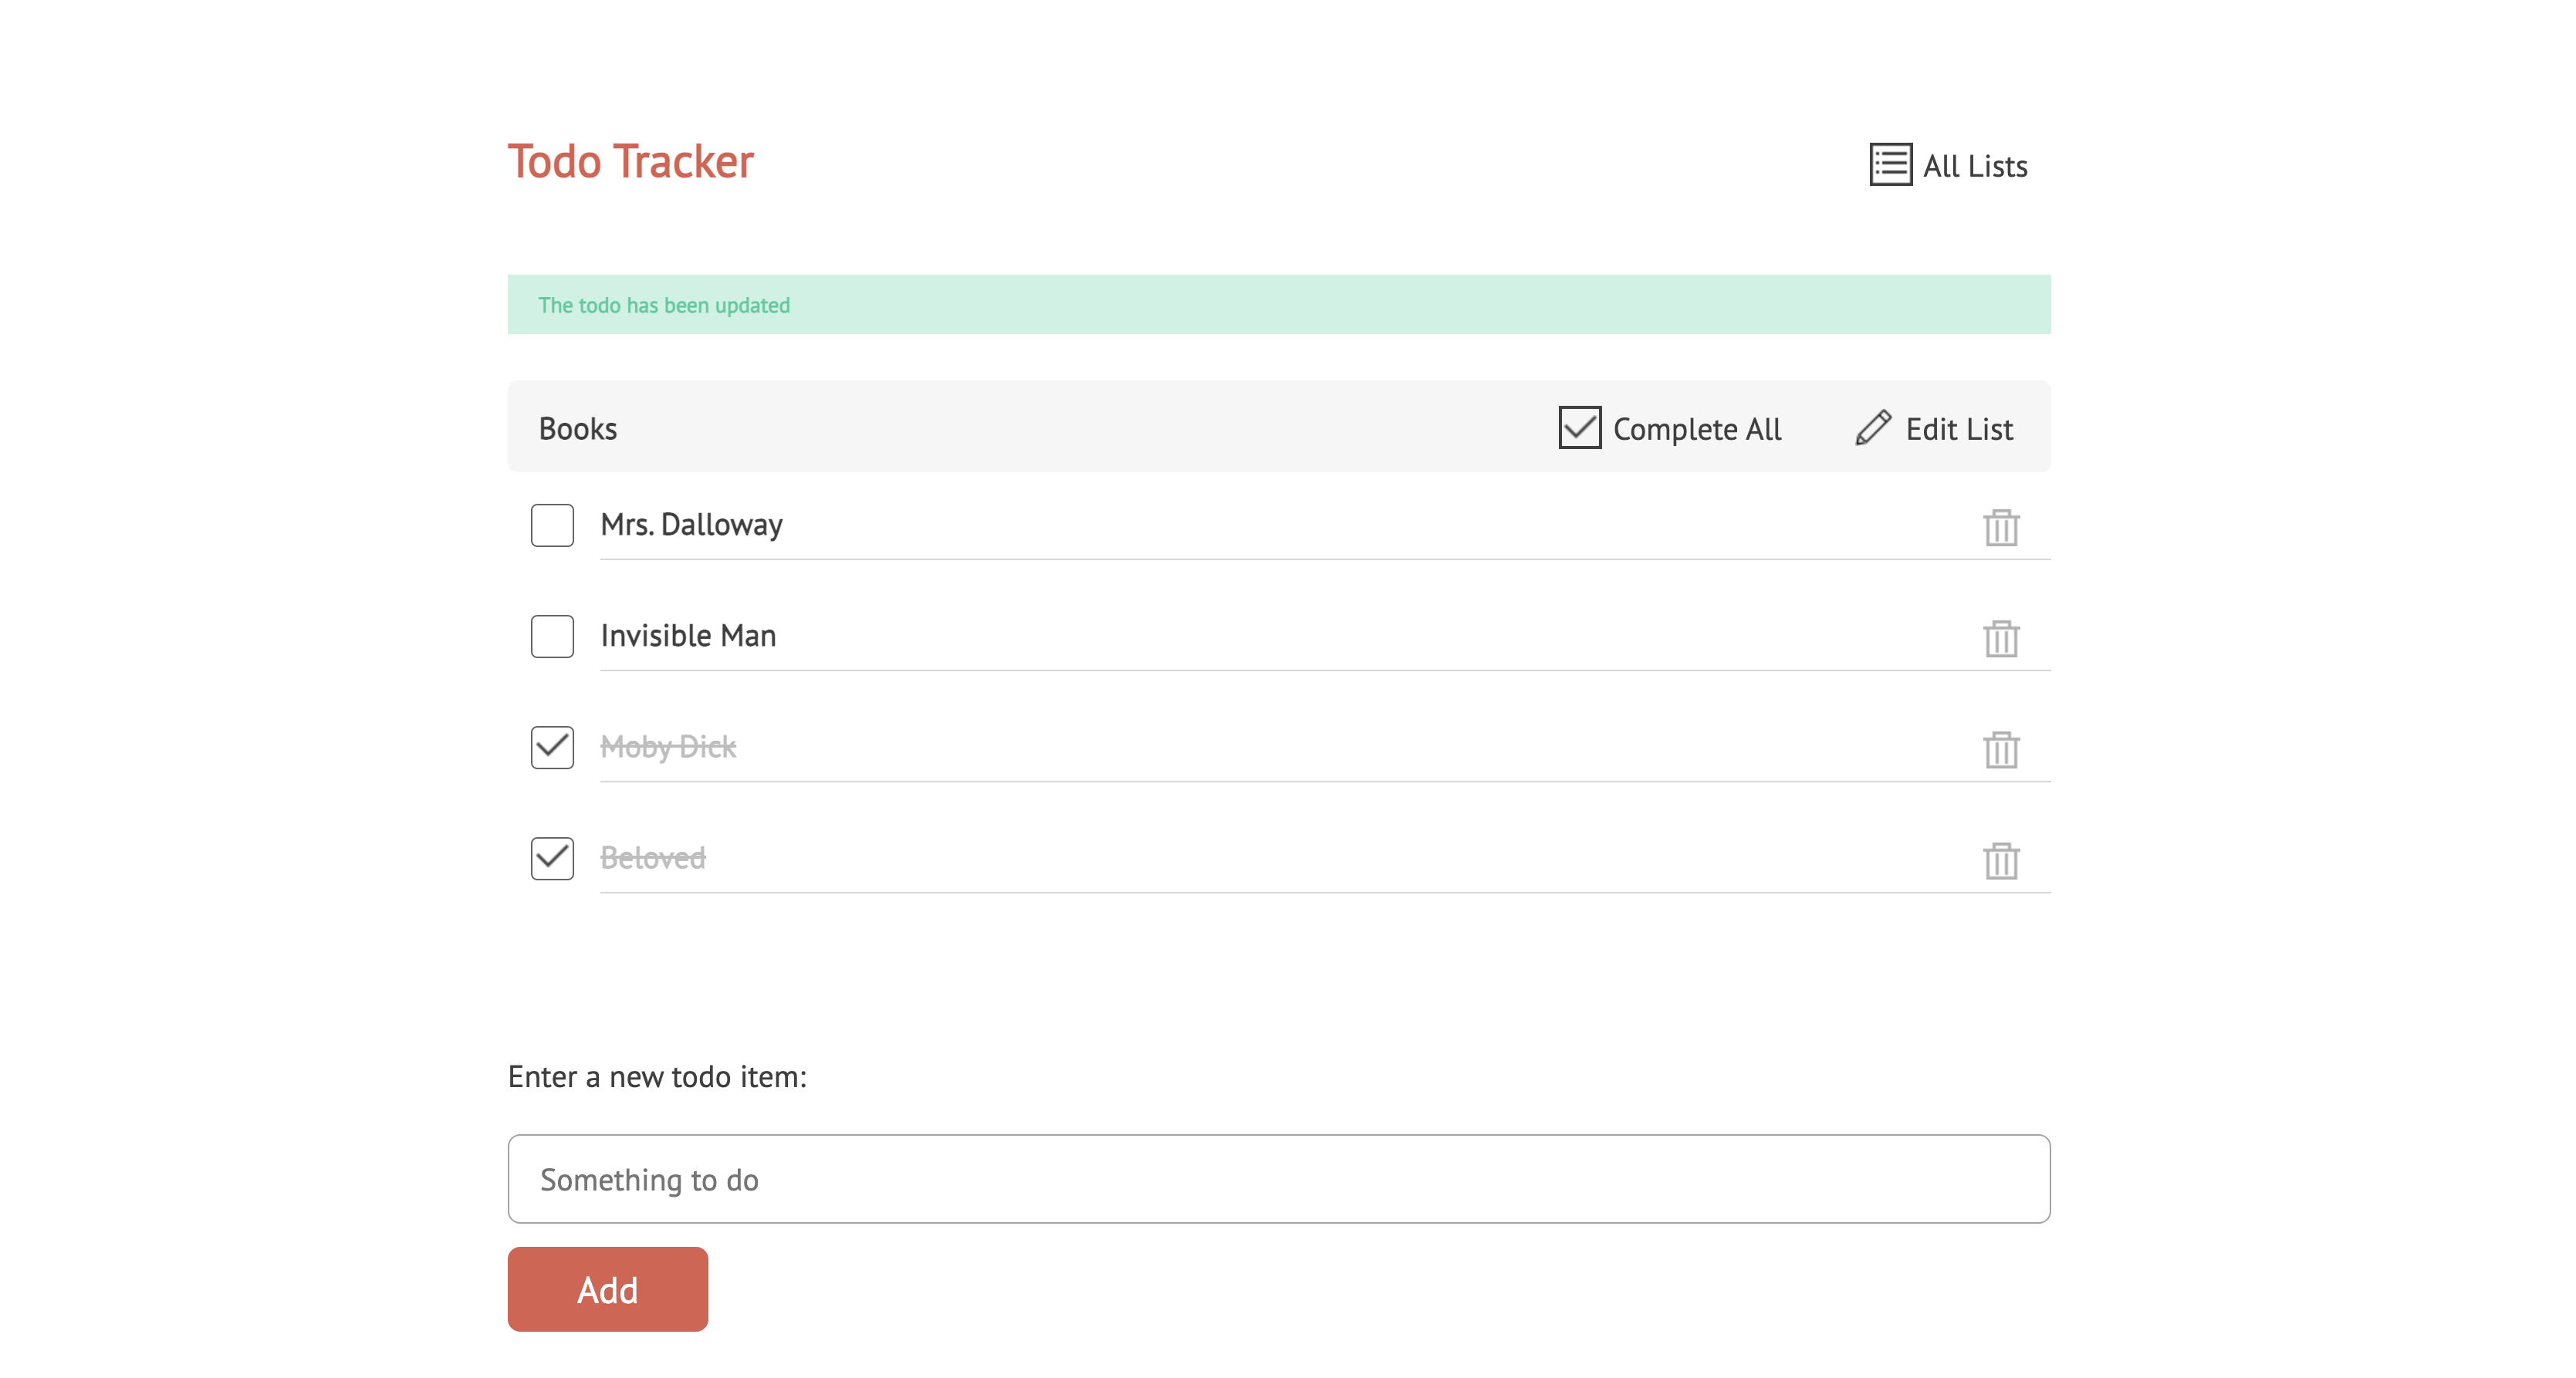 Todo Tracker
All Lists
The todo has been updated
Books
Complete All
Edit List
Mrs. Dalloway
Invisible Man
Moby Dick
Beloved
Enter a new todo item:
Something to do
Add